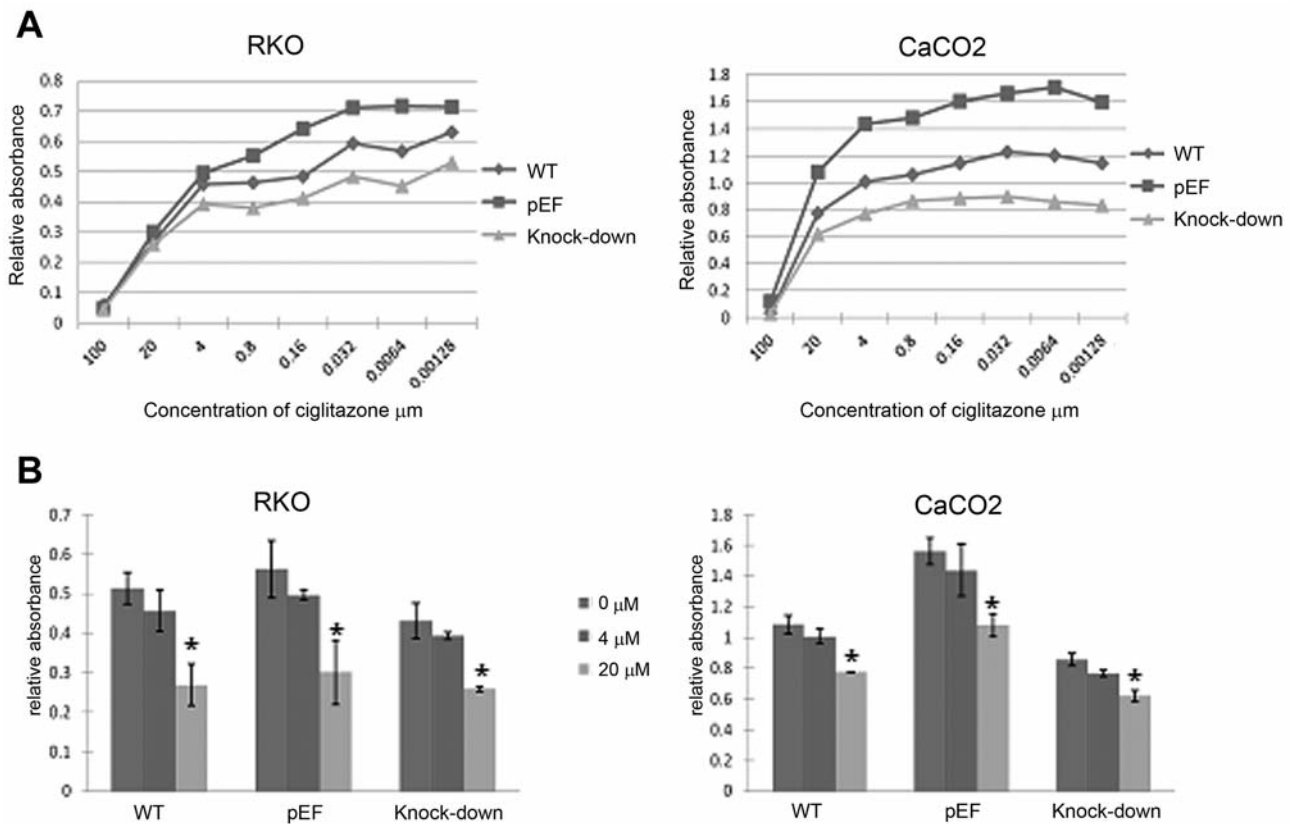 A
RKO
Relative absorbance
0.8
0.7
0.6
0.5
0.4
0.3
0.2
0.1
0
100 20 4 0.8 0.16 0.032 0.0064 0.00128
Concentration of ciglitazone μm
WT
pEF
Knock-down
CaCO2
Relative absorbance
1.8
1.6
1.4
1.2
1.0
0.8
0.6
0.4
0.2
0
100 20 4 0.8 0.16 0.032 0.0064 0.00128
Concentration of ciglitazone μm
WT
pEF
Knock-down
B
RKO
relative absorbance
0.7
0.6
0.5
0.4
0.3
0.2
0.1
0
* * *
WT pEF Knock-down
0 μM
4 μM
20 μM
CaCO2
relative absorbance
1.8
1.6
1.4
1.2
1
0.8
0.6
0.4
0.2
0
* * *
WT pEF Knock-down